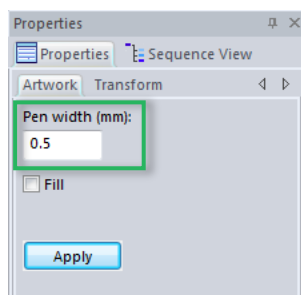 Properties
Properties Sequence View
Artwork Transform
Pen width (mm):
0.5
Fill
Apply